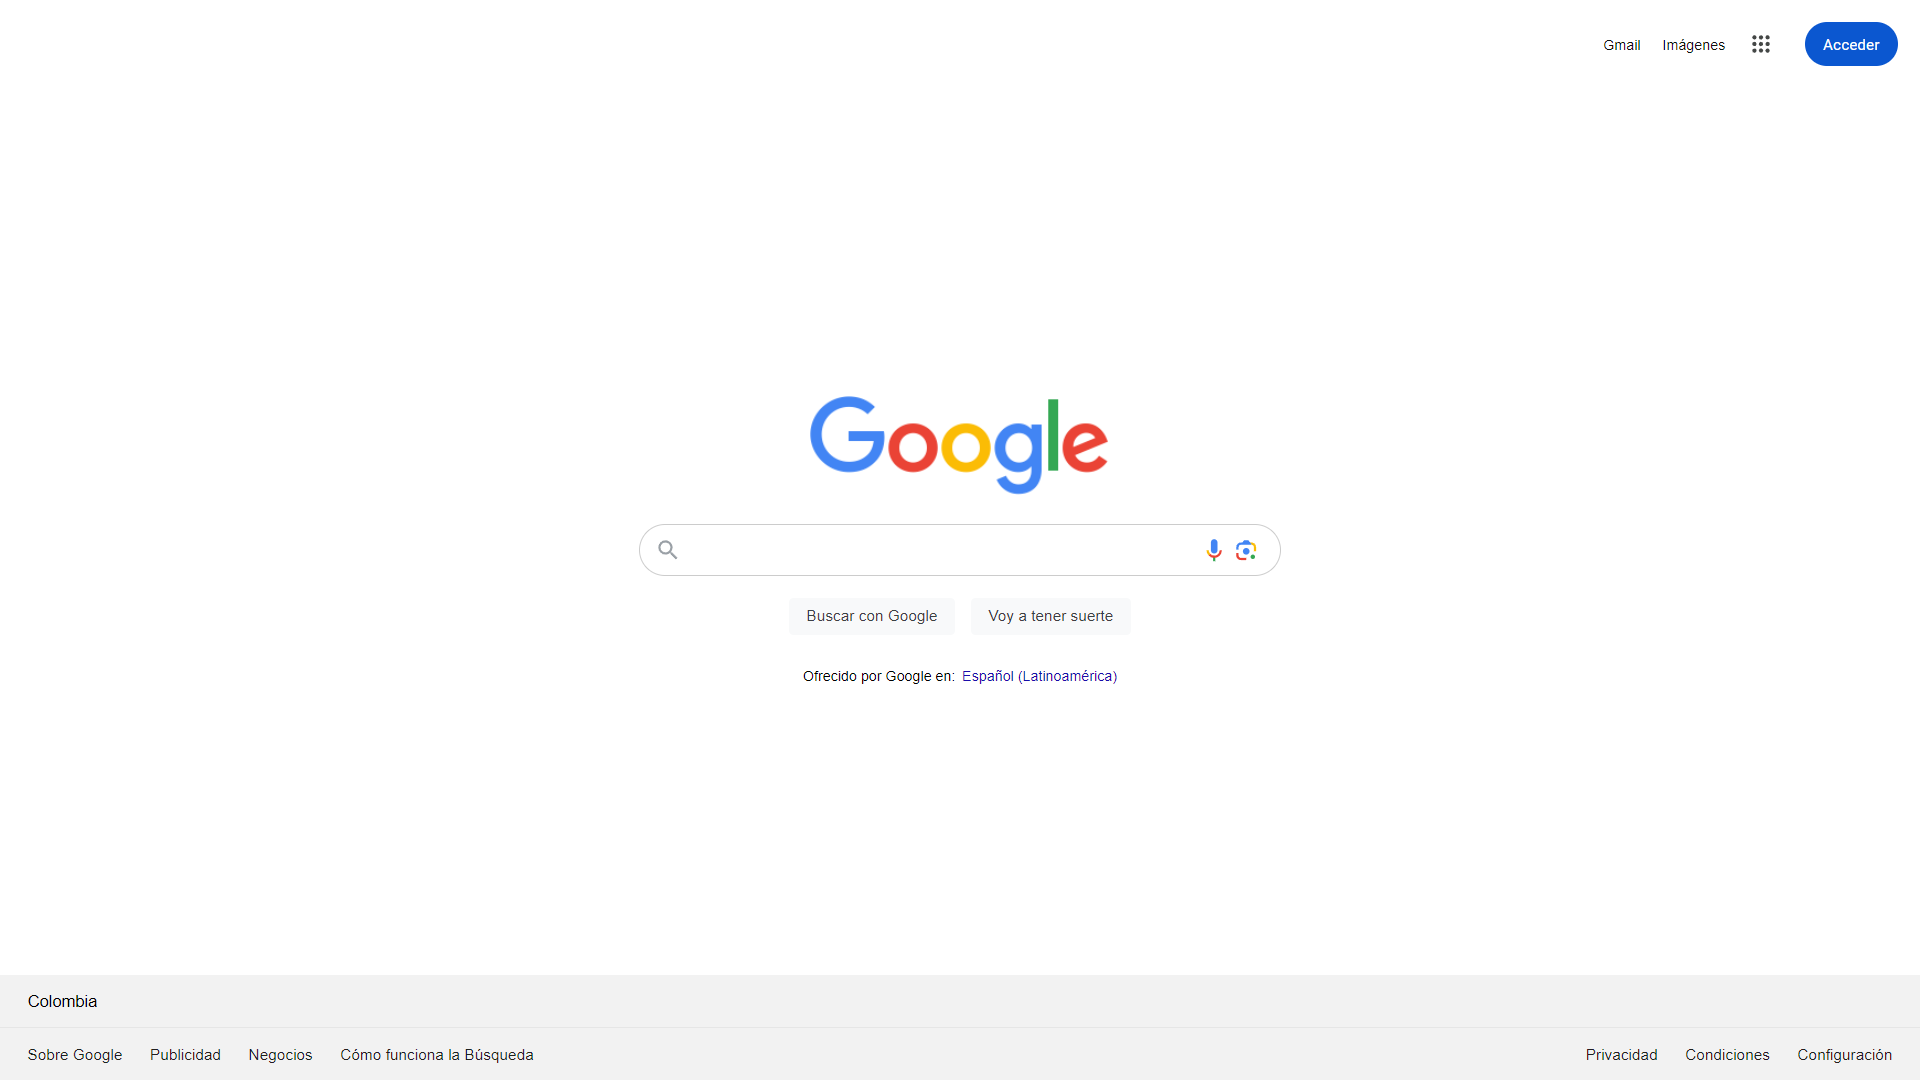 Gmail Imágenes Acceder
Google
Buscar con Google Voy a tener suerte
Ofrecido por Google en: Español (Latinoamérica)
Colombia
Sobre Google Publicidad Negocios Cómo funciona la Búsqueda Privacidad Condiciones Configuración